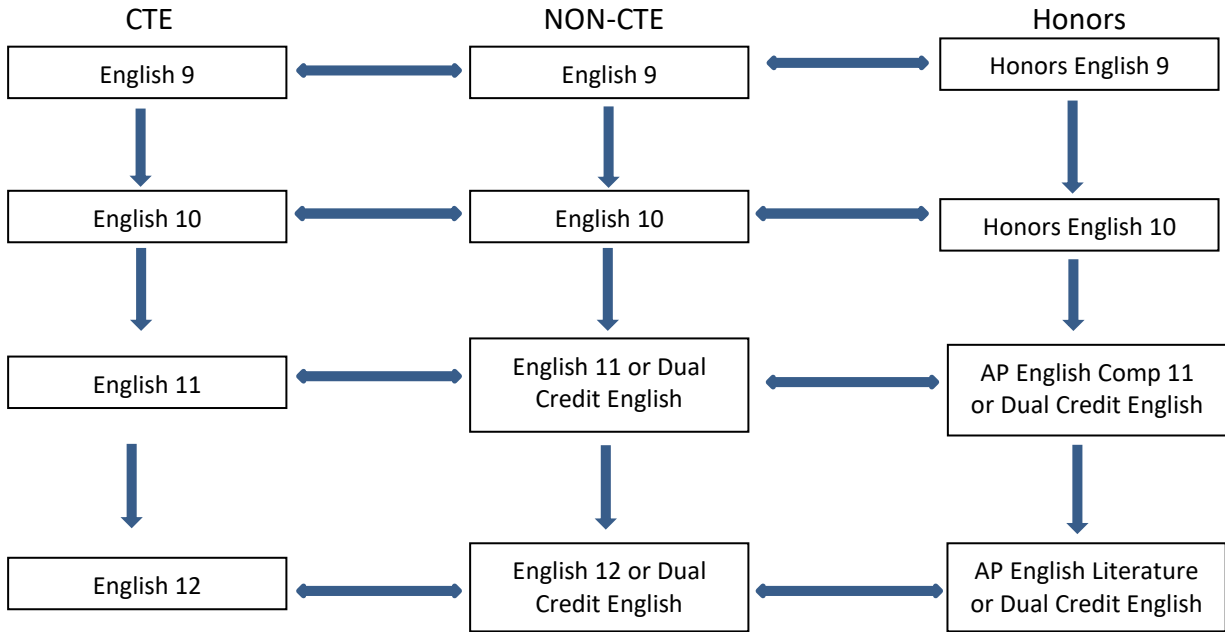 CTE
NON-CTE
Honors
English 9
English 9
Honors English 9
English 10
English 10
Honors English 10
English 11
English 11 or Dual
Credit English
AP English Comp 11
or Dual Credit English
English 12
English 12 or Dual
Credit English
AP English Literature
or Dual Credit English